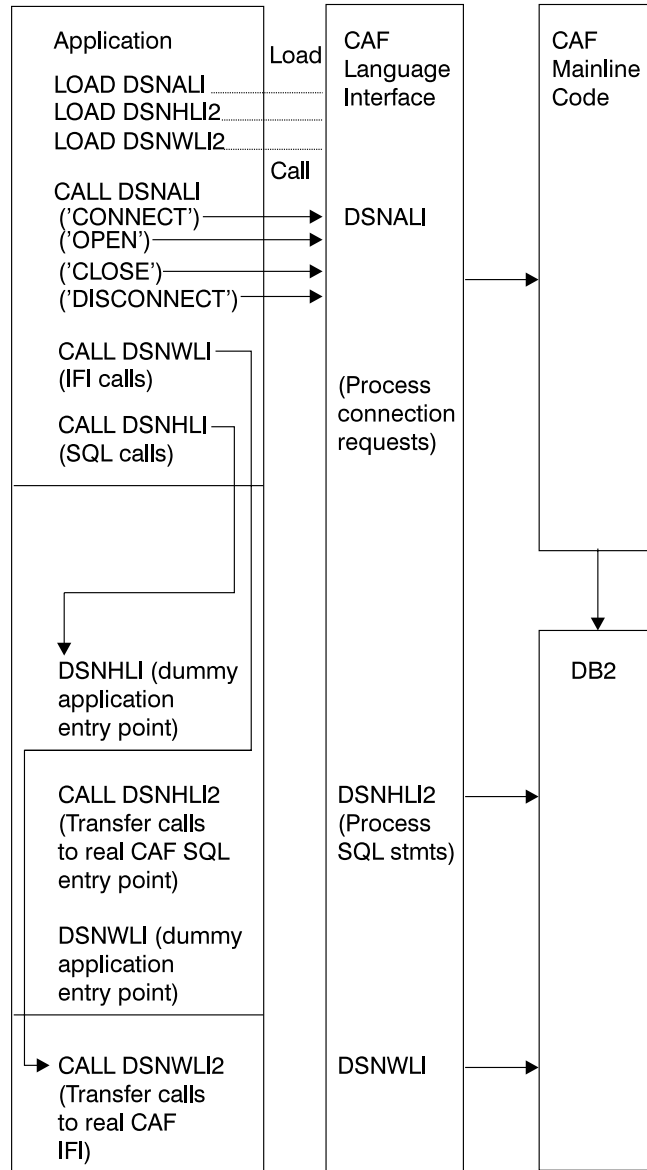 Application
Load
LOAD DSNALI
LOAD DSNHLI2
LOAD DSNWLI2
Call
CALL DSNALI
('CONNECT')
('OPEN')
('CLOSE')
('DISCONNECT')
CALL DSNWLI
(IFI calls)
CALL DSNHLI
(SQL calls)
DSNHLI (dummy
application
entry point)
CALL DSNHLI2
(Transfer calls
to real CAF SQL
entry point)
DSNWLI (dummy
application
entry point)
CALL DSNWLI2
(Transfer calls
to real CAF
IFI)
CAF
Language
Interface
DSNALI
(Process
connection
requests)
DSNHLI2
(Process
SQL stmts)
DSNWLI
CAF
Mainline
Code
DB2